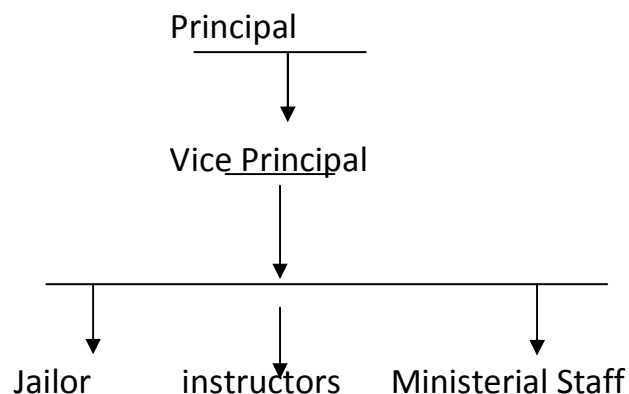 Principal
Vice Principal
Jailor instructors Ministerial Staff